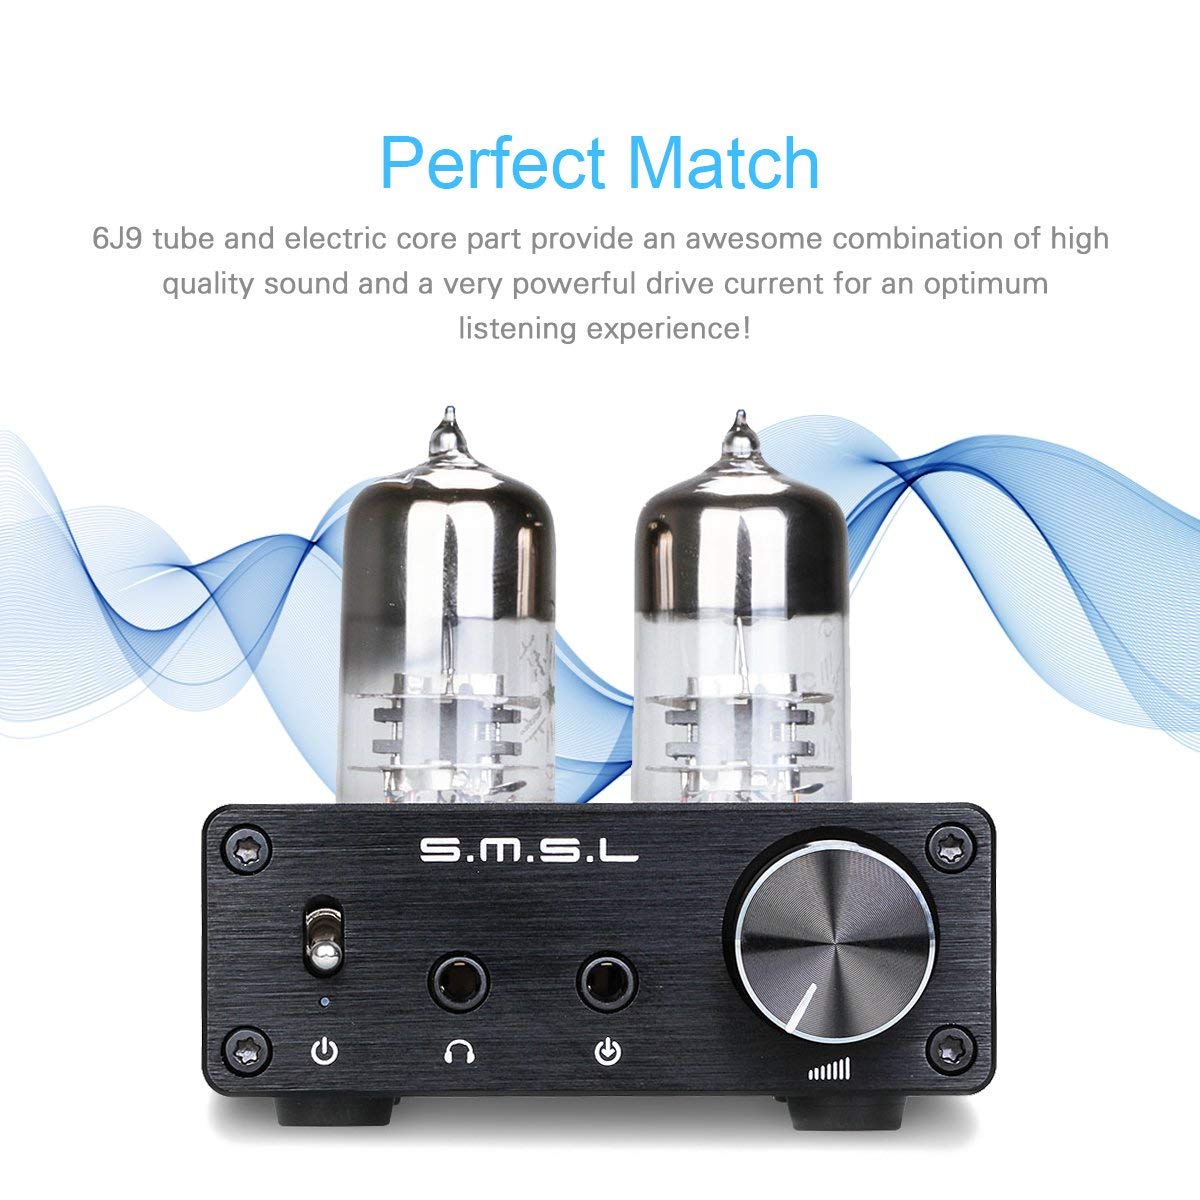 Perfect Match
6J9 tube and electric core part provide an awesome combination of high
quality sound and a very powerful drive current for an optimum
listening experience!
S.M.S.L